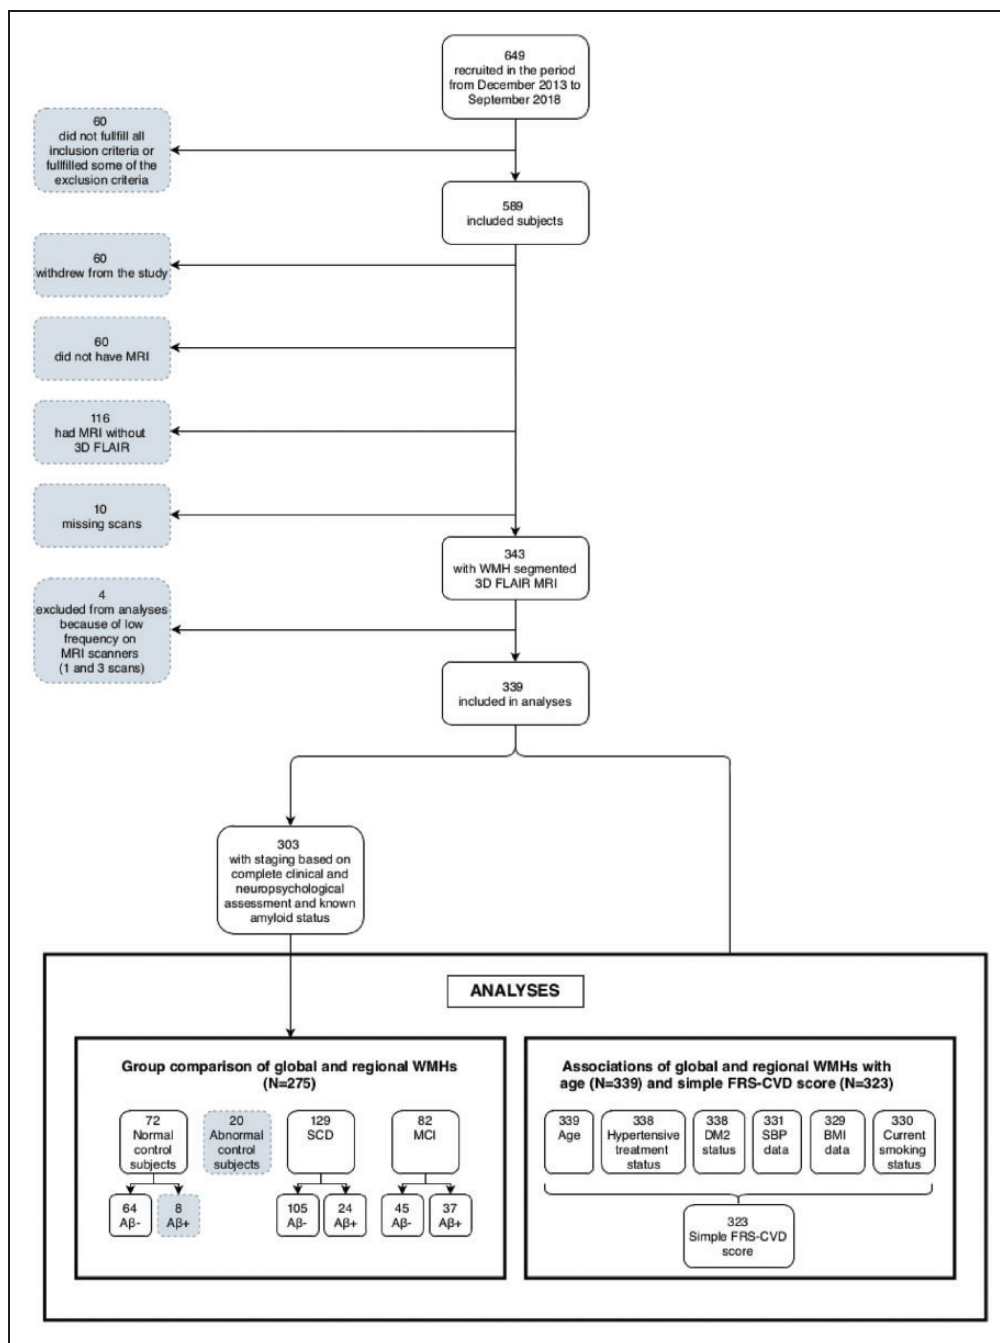 649
recruited in the period
from December 2013 to
September 2018
60
did not fullfill all
inclusion criteria or
fullfilled some of the
exclusion criteria
589
included subjects
60
withdrew from the study
60
did not have MRI
116
had MRI without
3D FLAIR
10
missing scans
343
with WMH segmented
3D FLAIR MRI
4
excluded from analyses
because of low
frequency on
MRI scanners
(1 and 3 scans)
339
included in analyses
303
with staging based on
complete clinical and
neuropsychological
assessment and known
amyloid status
ANALYSES
Group comparison of global and regional WMHs
(N=275)
72
Normal
control
subjects
20
Abnormal
control
subjects
129
SCD
82
MCI
64
Aβ-
8
Aβ+
105
Aβ-
24
Aβ+
45
Aβ-
37
Aβ+
Associations of global and regional WMHs with
age (N=339) and simple FRS-CVD score (N=323)
339
Age
338
Hypertensive
treatment
status
338
DM2
status
331
SBP
data
329
BMI
data
330
Current
smoking
status
323
Simple FRS-CVD
score